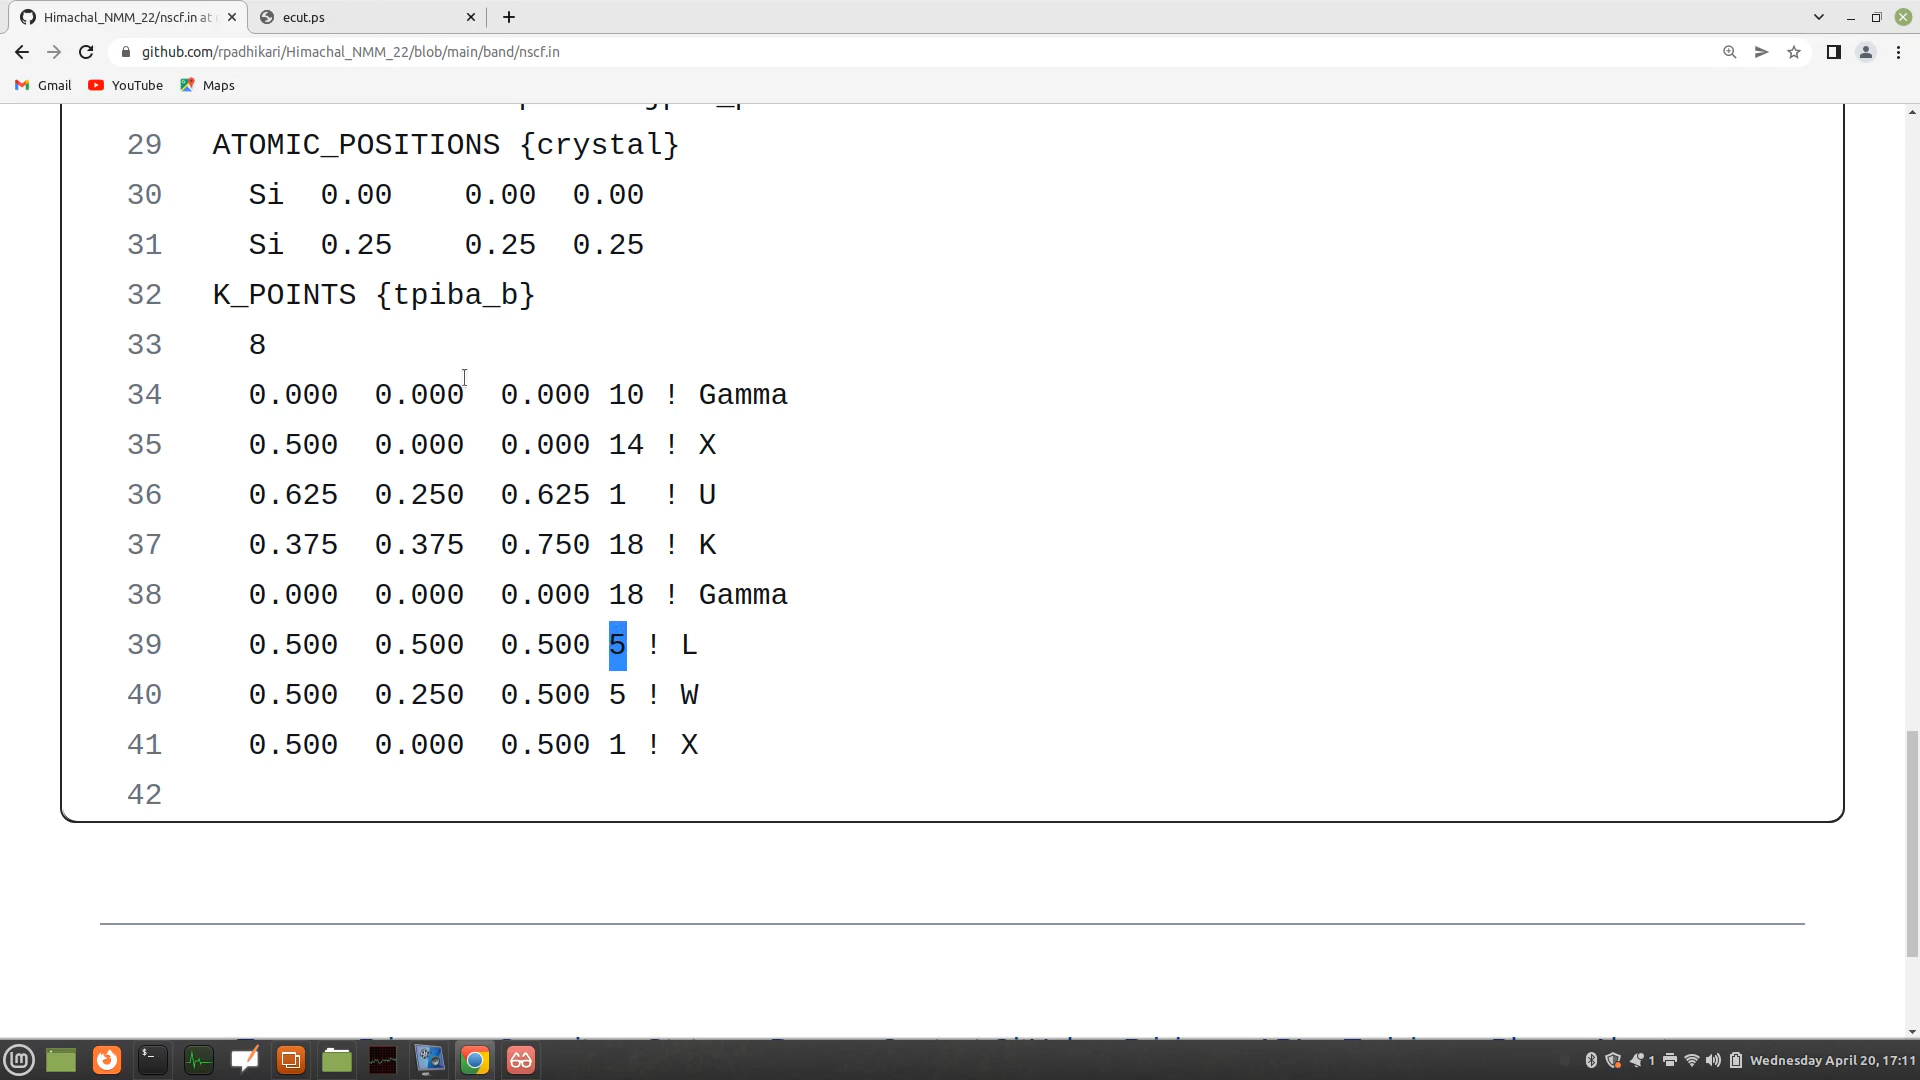 Himachal_NMM_22/nscf.in at
ecut.ps
github.com/rpadhikari/Himachal_NMM_22/blob/main/band/nscf.in
Gmail YouTube Maps
29 ATOMIC_POSITIONS {crystal}
30 Si 0.00 0.00 0.00
31 Si 0.25 0.25 0.25
32 K_POINTS {tpiba_b}
33 8
34 0.000 0.000 0.000 10 ! Gamma
35 0.500 0.000 0.000 14 ! X
36 0.625 0.250 0.625 1 ! U
37 0.375 0.375 0.750 18 ! K
38 0.000 0.000 0.000 18 ! Gamma
39 0.500 0.500 0.500 5 ! L
40 0.500 0.250 0.500 5 ! W
41 0.500 0.000 0.500 1 ! X
42
1 Wednesday April 20, 17:11